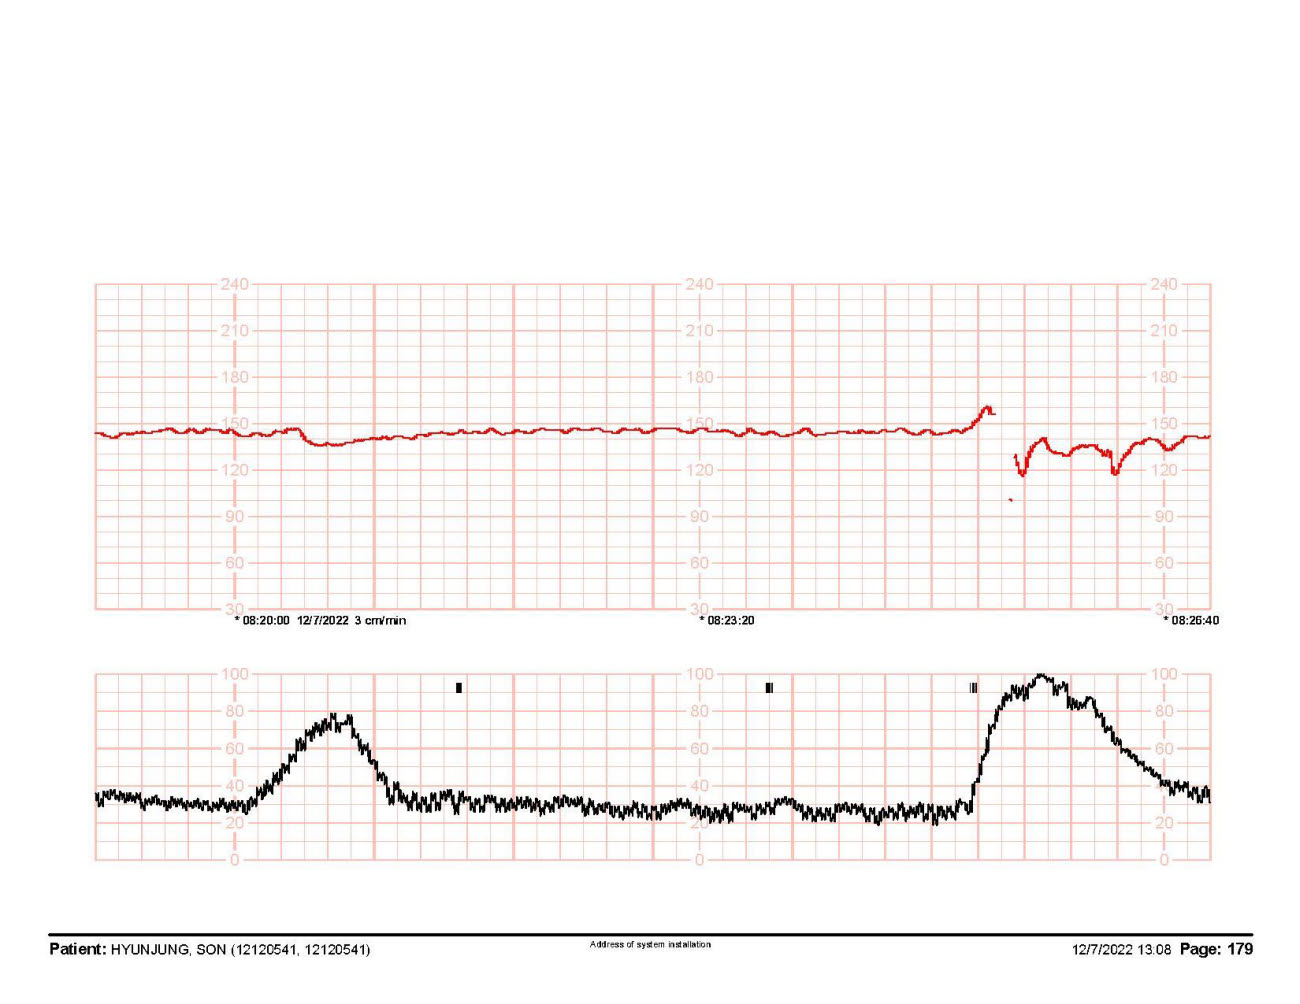 240 240 240
210 210 210
180 180 180
150 150 150
120 120 120
90 90 90
60 60 60
30 30 30
* 08:20:00 12/7/2022 3 cm/min * 08:23:20 * 08:26:40
100 100 100
80 80 80
60 60 60
40 40 40
20 20 20
0 0 0
Patient: HYUNJUNG, SON (12120541, 12120541) Address of system installation 12/7/2022 13:08 Page: 179